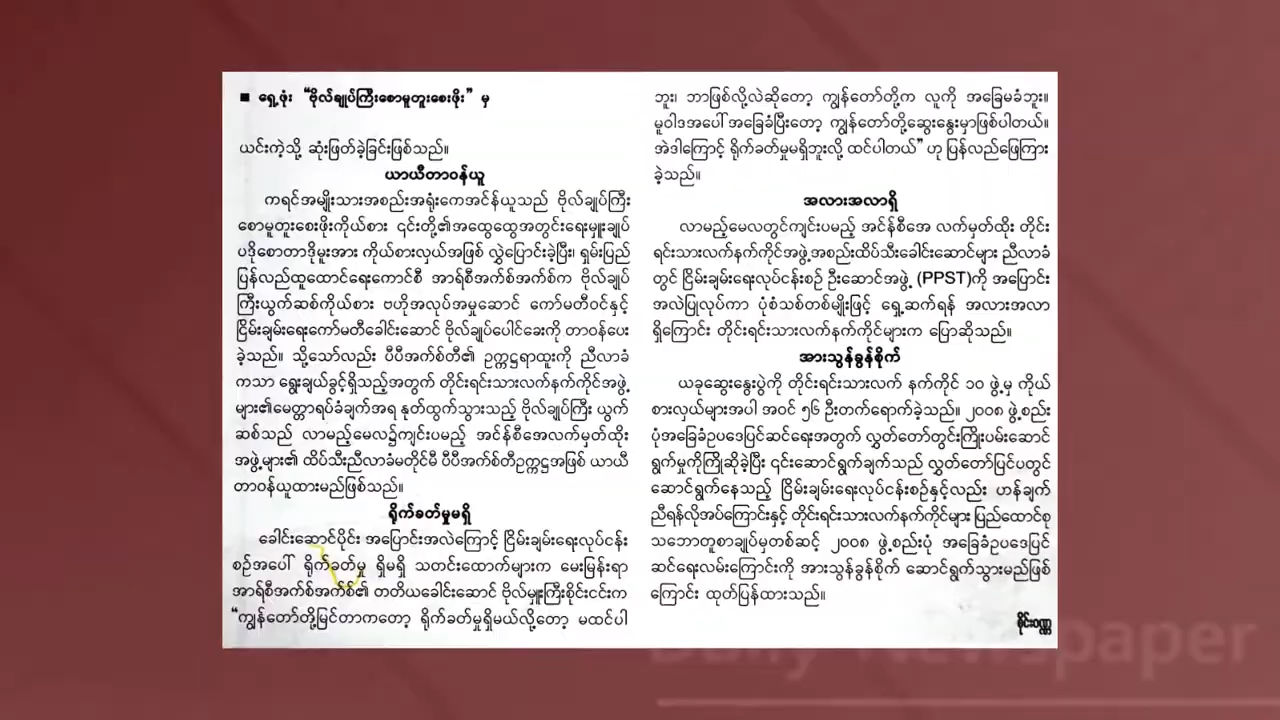 ■ ရှေ့ဖုံး “ဗိုလ်ချုပ်ကြီးစောမူတူးစေးဖိုး” မှ
ယင်းကဲ့သို့ ဆုံးဖြတ်ခဲ့ခြင်းဖြစ်သည်။
ယာယီတာဝန်ယူ
ကရင်အမျိုးသားအစည်းအရုံးကေအင်န်ယူသည် ဗိုလ်ချုပ်ကြီး
စောမူတူးစေးဖိုးကိုယ်စား ၎င်းတို့၏အထွေထွေအတွင်းရေးမှူးချုပ်
ပဒိုစောတာဒိုမူးအား ကိုယ်စားလှယ်အဖြစ် လွှဲပြောင်းခဲ့ပြီး ရှမ်းပြည်
ပြန်လည်ထူထောင်ရေးကောင်စီ အာရ်စီအက်စ်အက်စ်က ဗိုလ်ချုပ်
ကြီးယွက်ဆစ်ကိုယ်စား ဗဟိုအလုပ်အမှုဆောင် ကော်မတီဝင်နှင့်
ငြိမ်းချမ်းရေးကော်မတီခေါင်းဆောင် ဗိုလ်ချုပ်ပေါင်ခေးကို တာဝန်ပေး
ခဲ့သည်။ သို့သော်လည်း ပီပီအက်စ်တီ၏ ဥက္ကဋ္ဌရာထူးကို ညီလာခံ
ကသာ ရွေးချယ်ခွင့်ရှိသည့်အတွက် တိုင်းရင်းသားလက်နက်ကိုင်အဖွဲ့
များ၏မေတ္တာရပ်ခံချက်အရ နုတ်ထွက်သွားသည့် ဗိုလ်ချုပ်ကြီး ယွက်
ဆစ်သည် လာမည့်မေလ၌ကျင်းပမည့် အင်န်စီအေလက်မှတ်ထိုး
အဖွဲ့များ၏ ထိပ်သီးညီလာခံမတိုင်မီ ပီပီအက်စ်တီဥက္ကဋ္ဌအဖြစ် ယာယီ
တာဝန်ယူထားမည်ဖြစ်သည်။
ရိုက်ခတ်မှုမရှိ
ခေါင်းဆောင်ပိုင်း အပြောင်းအလဲကြောင့် ငြိမ်းချမ်းရေးလုပ်ငန်း
စဉ်အပေါ် ရိုက်ခတ်မှု ရှိမရှိ သတင်းထောက်များက မေးမြန်းရာ
အာရ်စီအက်စ်အက်စ်၏ တတိယခေါင်းဆောင် ဗိုလ်မှူးကြီးစိုင်းငင်းက
“ကျွန်တော်တို့မြင်တာကတော့ ရိုက်ခတ်မှုရှိမယ်လို့တော့ မထင်ပါ
ဘူး၊ ဘာဖြစ်လို့လဲဆိုတော့ ကျွန်တော်တို့က လူကို အခြေမခံဘူး။
မူဝါဒအပေါ် အခြေခံပြီးတော့ ကျွန်တော်တို့ဆွေးနွေးမှာဖြစ်ပါတယ်။
အဲဒါကြောင့် ရိုက်ခတ်မှုမရှိဘူးလို့ ထင်ပါတယ်” ဟု ပြန်လည်ဖြေကြား
ခဲ့သည်။
အလားအလာရှိ
လာမည့်မေလတွင်ကျင်းပမည့် အင်န်စီအေ လက်မှတ်ထိုး တိုင်း
ရင်းသားလက်နက်ကိုင်အဖွဲ့အစည်းထိပ်သီးခေါင်းဆောင်များ ညီလာခံ
တွင် ငြိမ်းချမ်းရေးလုပ်ငန်းစဉ် ဦးဆောင်အဖွဲ့ (PPST)ကို အပြောင်း
အလဲပြုလုပ်ကာ ပုံစံသစ်တစ်မျိုးဖြင့် ရှေ့ဆက်ရန် အလားအလာ
ရှိကြောင်း တိုင်းရင်းသားလက်နက်ကိုင်များက ပြောဆိုသည်။
အားသွန်ခွန်စိုက်
ယခုဆွေးနွေးပွဲကို တိုင်းရင်းသားလက် နက်ကိုင် ၁၀ ဖွဲ့မှ ကိုယ်
စားလှယ်များအပါ အဝင် ၅၆ ဦးတက်ရောက်ခဲ့သည်။ ၂၀၀၈ ဖွဲ့စည်း
ပုံအခြေခံဥပဒေပြင်ဆင်ရေးအတွက် လွှတ်တော်တွင်းကြိုးပမ်းဆောင်
ရွက်မှုကိုကြိုဆိုခဲ့ပြီး ၎င်းဆောင်ရွက်ချက်သည် လွှတ်တော်ပြင်ပတွင်
ဆောင်ရွက်နေသည့် ငြိမ်းချမ်းရေးလုပ်ငန်းစဉ်နှင့်လည်း ဟန်ချက်
ညီရန်လိုအပ်ကြောင်းနှင့် တိုင်းရင်းသားလက်နက်ကိုင်များ ပြည်ထောင်စု
သဘောတူစာချုပ်မှတစ်ဆင့် ၂၀၀၈ ဖွဲ့စည်းပုံ အခြေခံဥပဒေပြင်
ဆင်ရေးလမ်းကြောင်းကို အားသွန်ခွန်စိုက် ဆောင်ရွက်သွားမည်ဖြစ်
ကြောင်း ထုတ်ပြန်ထားသည်။
စိုင်းဝဏ္ဏ
Daily Newspaper